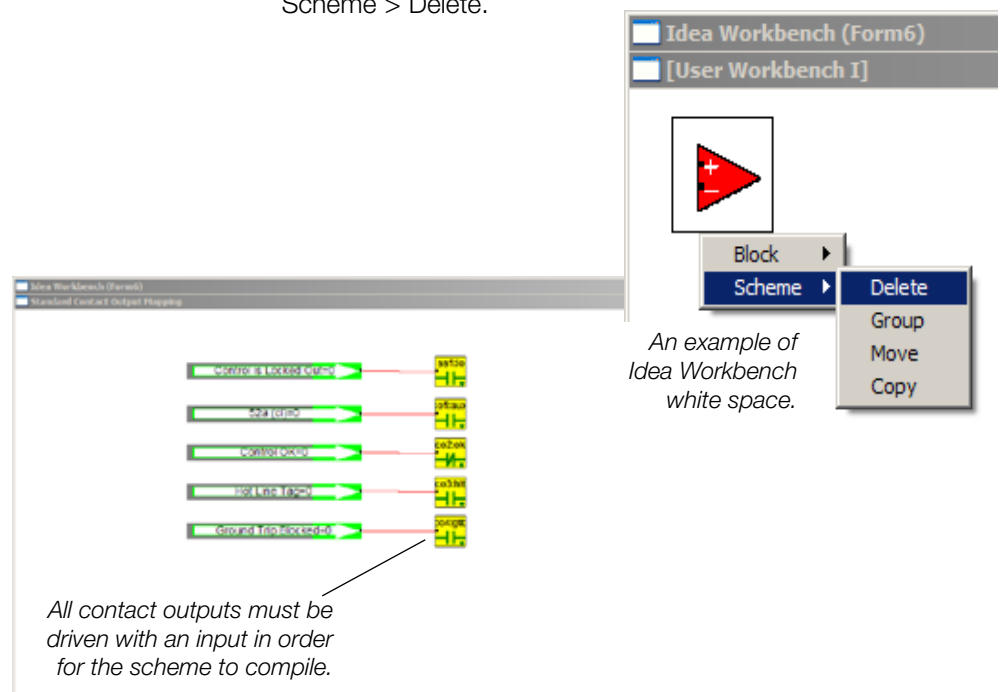 Scheme > Delete.
Idea Workbench (Form6)
[User Workbench I]
Block
Scheme
Delete
Group
Move
Copy
An example of
Idea Workbench
white space.
Idea Workbench (Form6)
Standard Contact Output Mapping
Control is Locked Out=0
52a (cl)=0
Control OK=0
Hot Line Tag=0
Ground Trip Blocked=0
All contact outputs must be
driven with an input in order
for the scheme to compile.